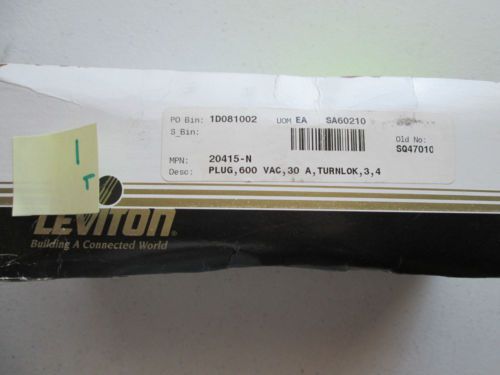 PO Bin: 1D081002 UOM EA SA60210
S_Bin:
Old No:
SQ47010
MPN: 20415-N
Desc: PLUG,600 VAC,30 A,TURNLOK,3,4
1
T
LEVITON®
Building A Connected World